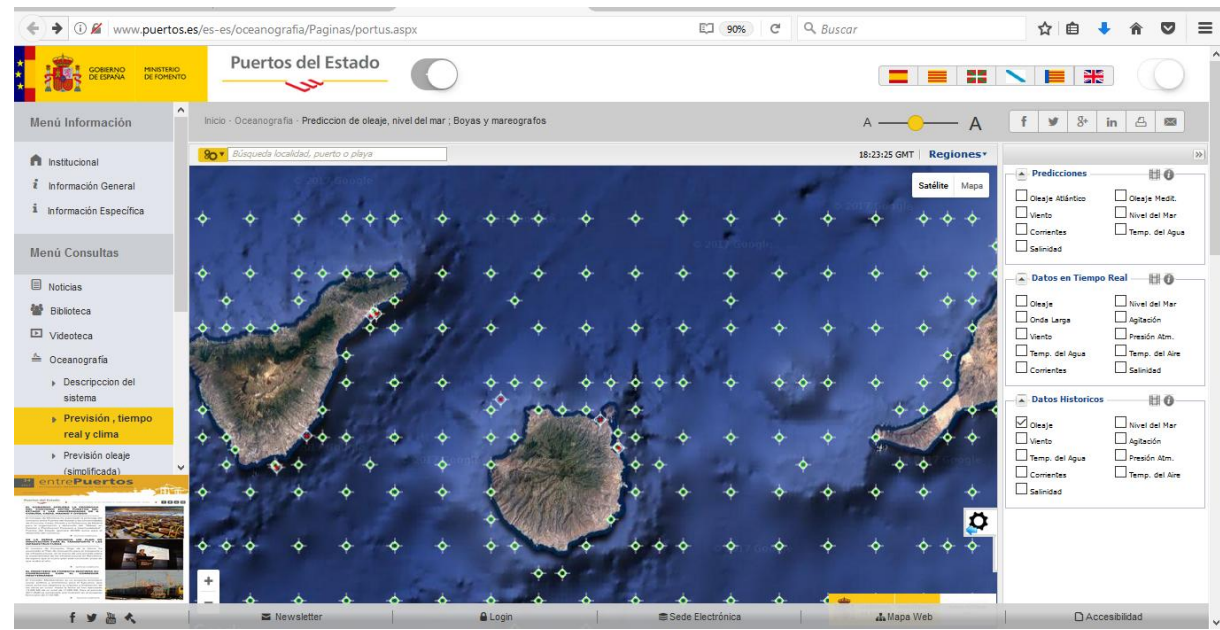 www.puertos.es/es-es/oceanografia/Paginas/portus.aspx
90%
Buscar
GOBIERNO DE ESPAÑA
MINISTERIO DE FOMENTO
Puertos del Estado
Menú Información
Inicio - Oceanografia - Prediccion de oleaje, nivel del mar ; Boyas y mareografos
A A
f 8+ in
Institucional
Información General
Información Específica
Menú Consultas
Noticias
Biblioteca
Videoteca
Oceanografía
Descripccion del sistema
Previsión , tiempo real y clima
Previsión oleaje (simplificada)
entrePuertos
Búsqueda localidad, puerto o playa
18:23:25 GMT
Regiones
Satélite Mapa
© 2017 Google
+
Predicciones
Oleaje Atlántico Oleaje Medit.
Viento Nivel del Mar
Corrientes Temp. del Agua
Salinidad
Datos en Tiempo Real
Oleaje Nivel del Mar
Onda Larga Agitación
Viento Presión Atm.
Temp. del Agua Temp. del Aire
Corrientes Salinidad
Datos Historicos
Oleaje Nivel del Mar
Viento Agitación
Temp. del Agua Presión Atm.
Corrientes Temp. del Aire
Salinidad
Newsletter
Login
Sede Electrónica
Mapa Web
Accesibilidad